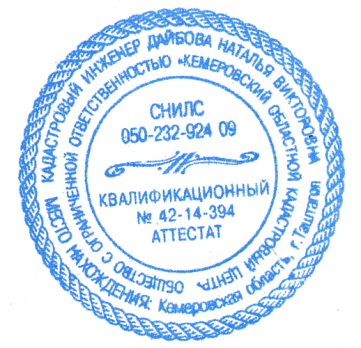 КАДАСТРОВЫЙ ИНЖЕНЕР ДАЙБОВА НАТАЛЬЯ ВИКТОРОВНА
МЕСТО НАХОЖДЕНИЯ: Кемеровская область, г.Таштагол
ОБЩЕСТВО С ОГРАНИЧЕННОЙ ОТВЕТСТВЕННОСТЬЮ «КЕМЕРОВСКИЙ ОБЛАСТНОЙ КАДАСТРОВЫЙ ЦЕНТР»
СНИЛС
050-232-924 09
КВАЛИФИКАЦИОННЫЙ
№ 42-14-394
АТТЕСТАТ